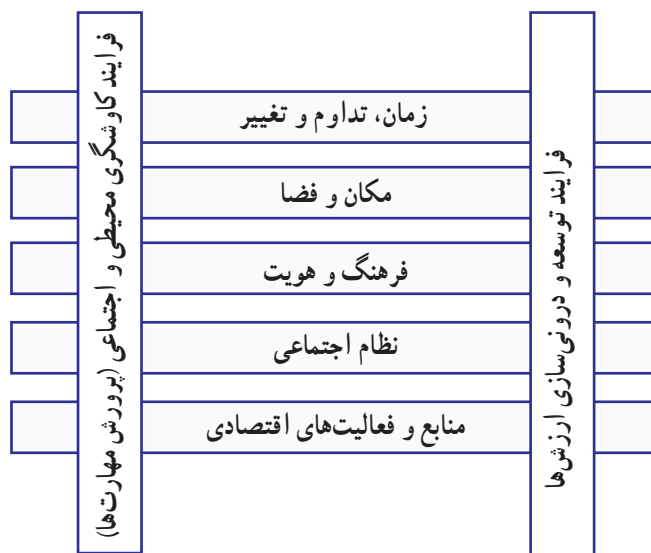 فرایند توسعه و درونی‌سازی ارزش‌ها
زمان، تداوم و تغییر
مکان و فضا
فرهنگ و هویت
نظام اجتماعی
منابع و فعالیت‌های اقتصادی
فرایند کاوشگری محیطی و اجتماعی (پرورش مهارت‌ها)